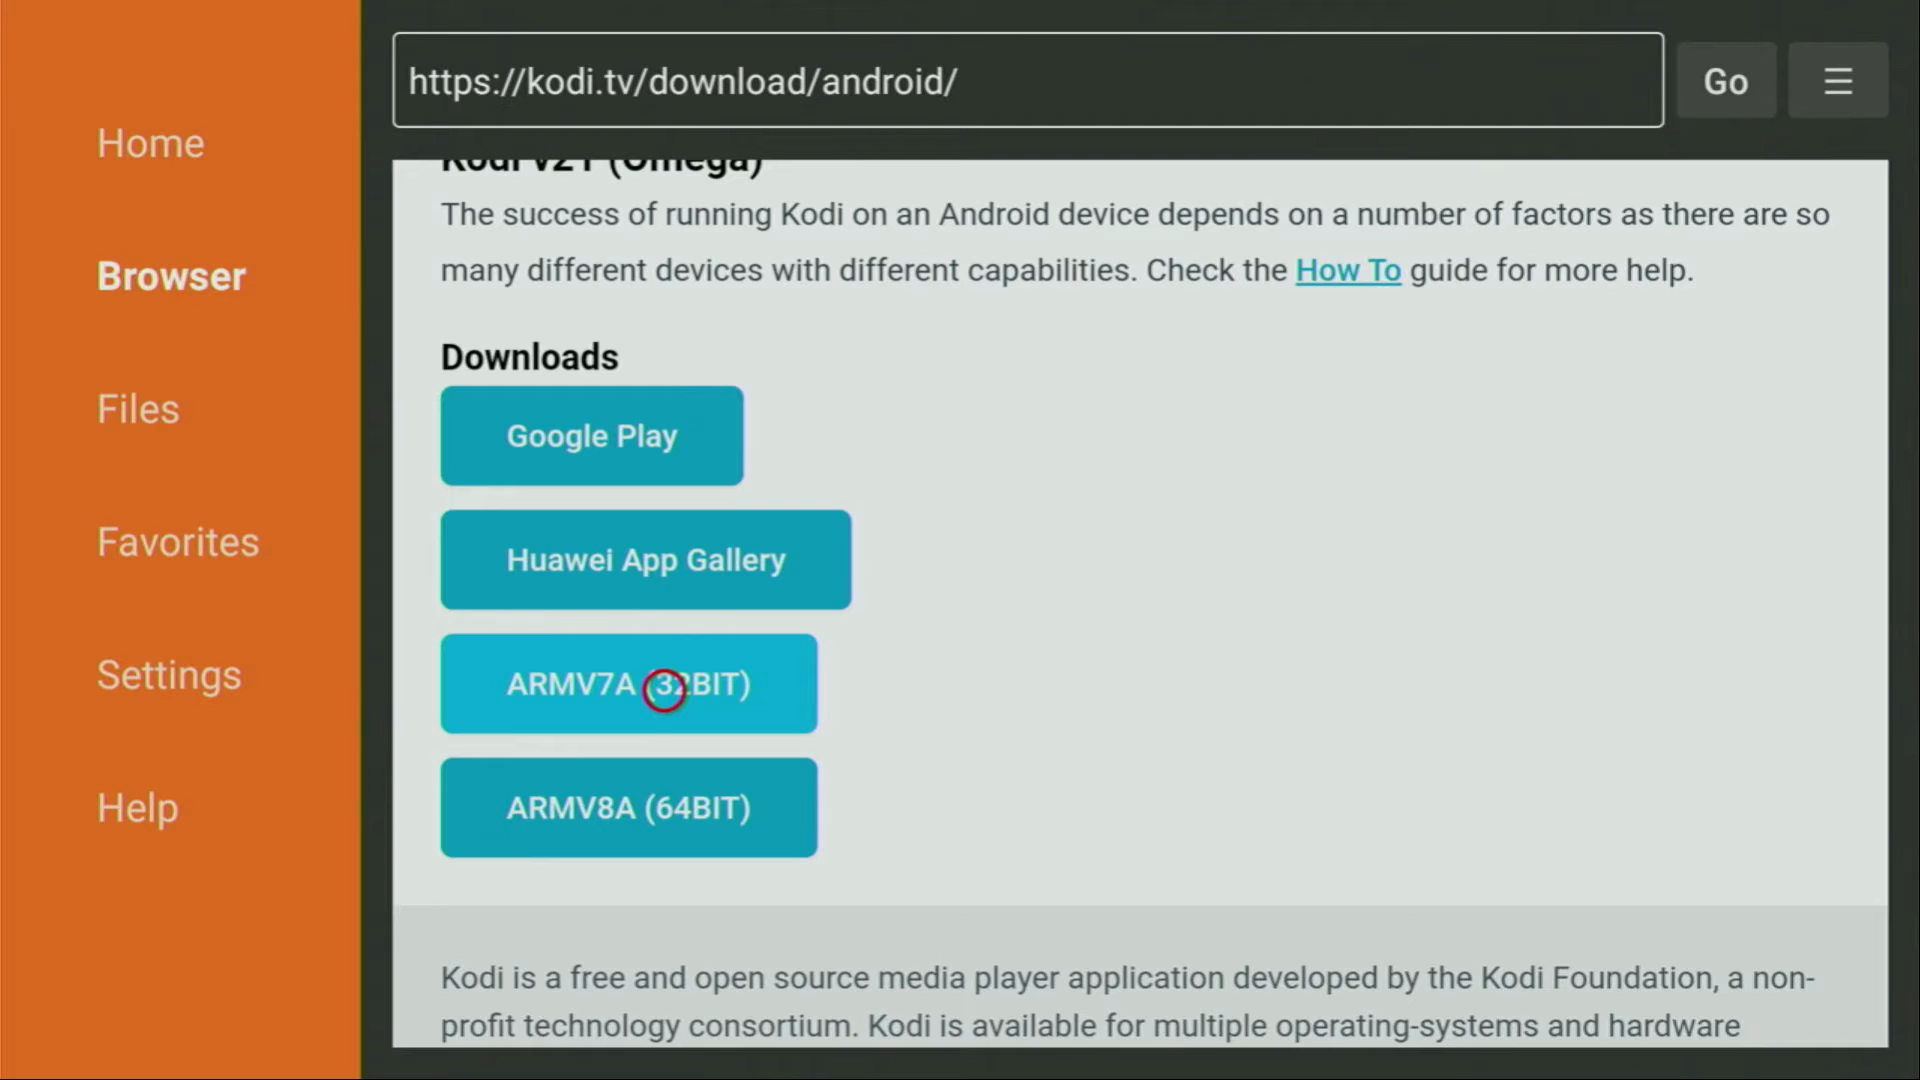 Home
Browser
Files
Favorites
Settings
Help
https://kodi.tv/download/android/
Go
Kodi v21 (Omega)
The success of running Kodi on an Android device depends on a number of factors as there are so
many different devices with different capabilities. Check the How To guide for more help.
Downloads
Google Play
Huawei App Gallery
ARMV7A (32BIT)
ARMV8A (64BIT)
Kodi is a free and open source media player application developed by the Kodi Foundation, a non-
profit technology consortium. Kodi is available for multiple operating-systems and hardware